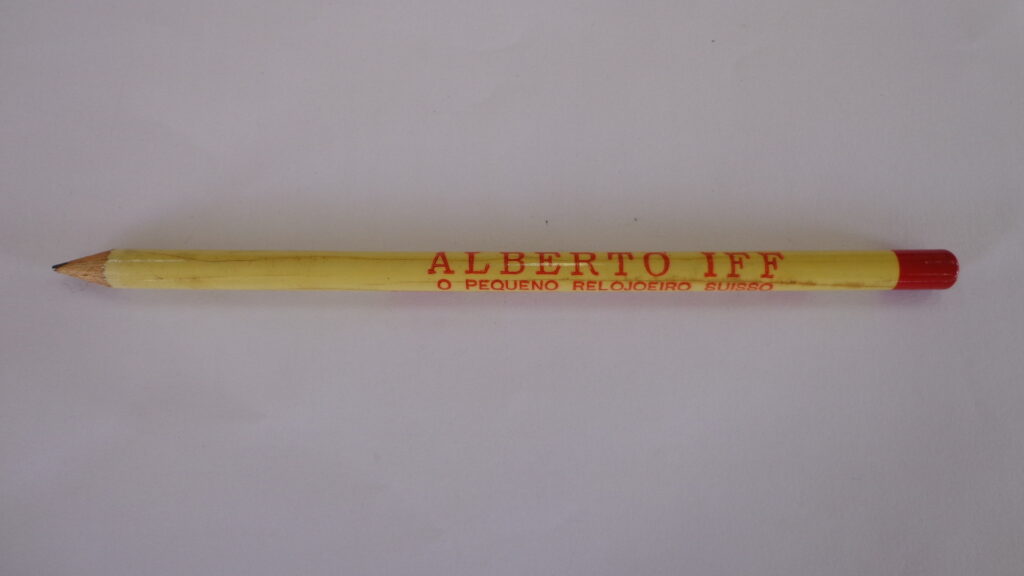 ALBERTO IFF
O PEQUENO RELOJOEIRO SUISSO